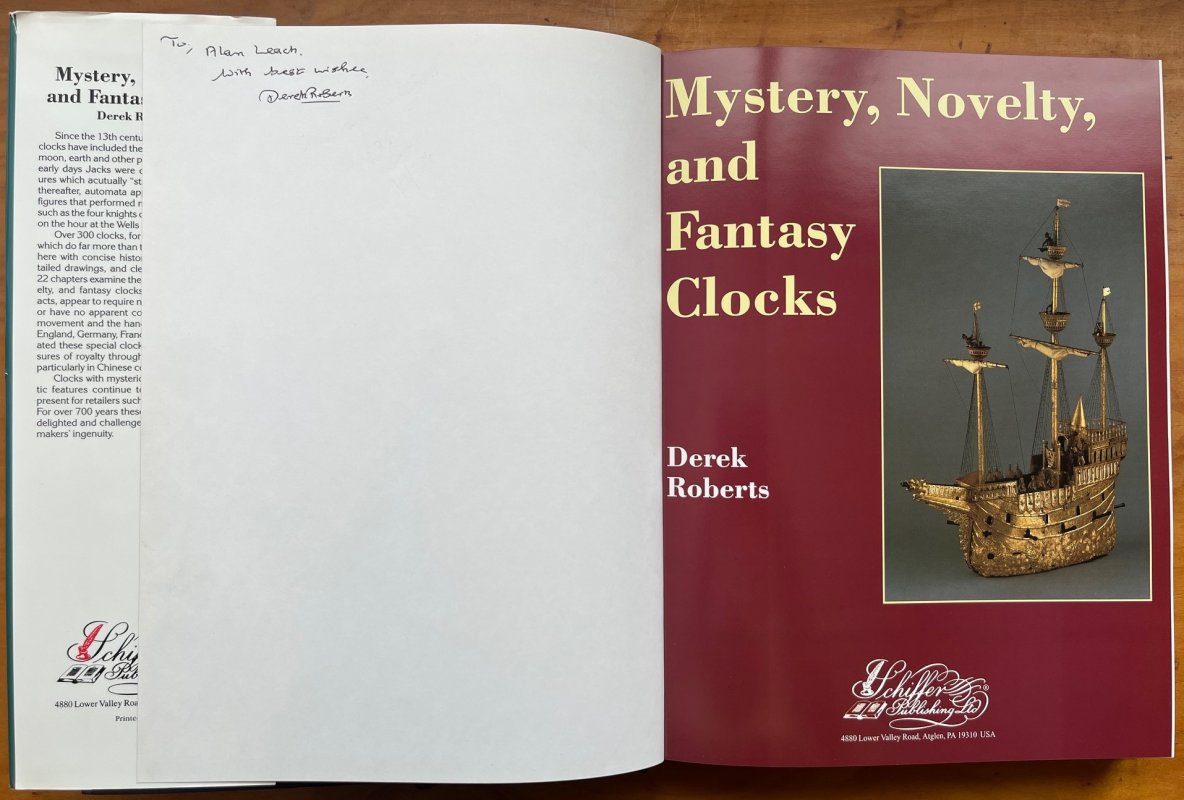 Mystery,
and Fanta
Derek R
Since the 13th centu
clocks have included the
moon, earth and other p
early days Jacks were
ures which acutually "st
thereafter, automata ap
figures that performed
such as the four knights
on the hour at the Wells
Over 300 clocks, for
which do far more than t
here with concise histo
tailed drawings, and cle
22 chapters examine the
elty, and fantasy clocks
acts, appear to require n
or have no apparent co
movement and the han
England, Germany, Fran
ated these special clock
sures of royalty through
particularly in Chinese c
Clocks with mysteri
tic features continue t
present for retailers such
For over 700 years thes
delighted and challenge
makers' ingenuity.
Schi
Pub
4880 Lower Valley Roa
Printe
To, Alan Leach.
With best wishes,
Derek Roberts
Mystery, Novelty,
and
Fantasy
Clocks
Derek
Roberts
Schiffer®
Publishing Ltd
4880 Lower Valley Road, Atglen, PA 19310 USA